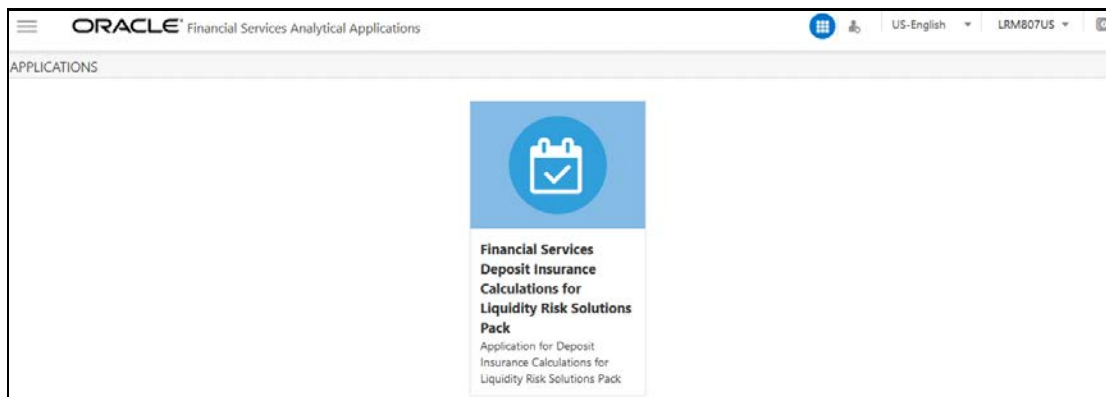 ORACLE Financial Services Analytical Applications
US-English
LRM807US
APPLICATIONS
Financial Services
Deposit Insurance
Calculations for
Liquidity Risk Solutions
Pack
Application for Deposit
Insurance Calculations for
Liquidity Risk Solutions Pack